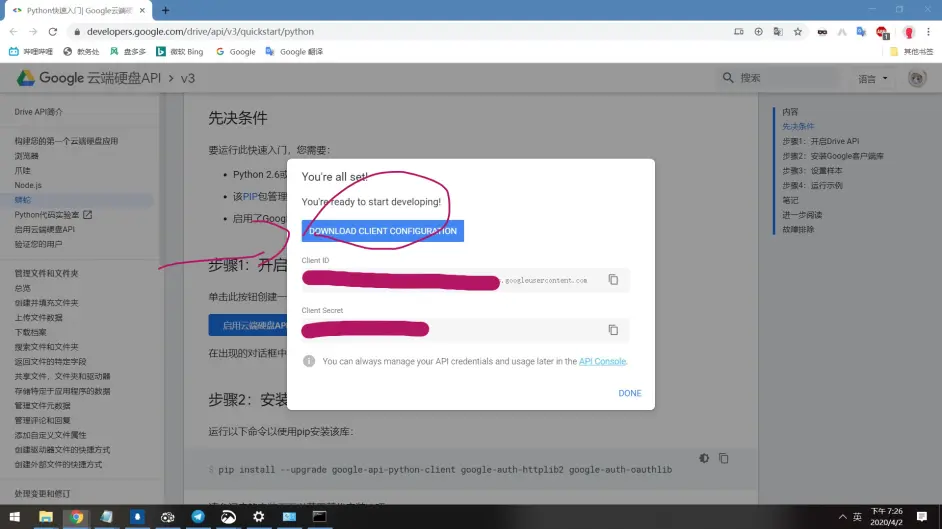 Python快速入门| Google云端硬
developers.google.com/drive/api/v3/quickstart/python
哔哩哔哩
教务处
盘多多
微软 Bing
Google
Google 翻译
其他书签
Google 云端硬盘API > v3
搜索
语言
Drive API简介
构建您的第一个云端硬盘应用
浏览器
爪哇
Node.js
蟒蛇
Python代码实验室
启用云端硬盘API
验证您的用户
管理文件和文件夹
总览
创建并填充文件夹
上传文件数据
下载档案
搜索文件和文件夹
返回文件的特定字段
共享文件，文件夹和驱动器
存储特定于应用程序的数据
管理文件元数据
管理评论和回复
添加自定义文件属性
创建驱动器文件的快捷方式
创建外部文件的快捷方式
处理变更和修订
先决条件
要运行此快速入门，您需要：
Python 2.6或
该PIP包管理
启用了Goog
步骤1：开启
单击此按钮创建一
启用云端硬盘API
在出现的对话框中
步骤2：安装
运行以下命令以使用pip安装该库：
$ pip install --upgrade google-api-python-client google-auth-httplib2 google-auth-oauthlib
You're all set!
You're ready to start developing!
DOWNLOAD CLIENT CONFIGURATION
Client ID
.googleusercontent.com
Client Secret
You can always manage your API credentials and usage later in the API Console.
DONE
内容
先决条件
步骤1：开启Drive API
步骤2：安装Google客户端库
步骤3：设置样本
步骤4：运行示例
笔记
进一步阅读
故障排除
英
下午 7:26
2020/4/2